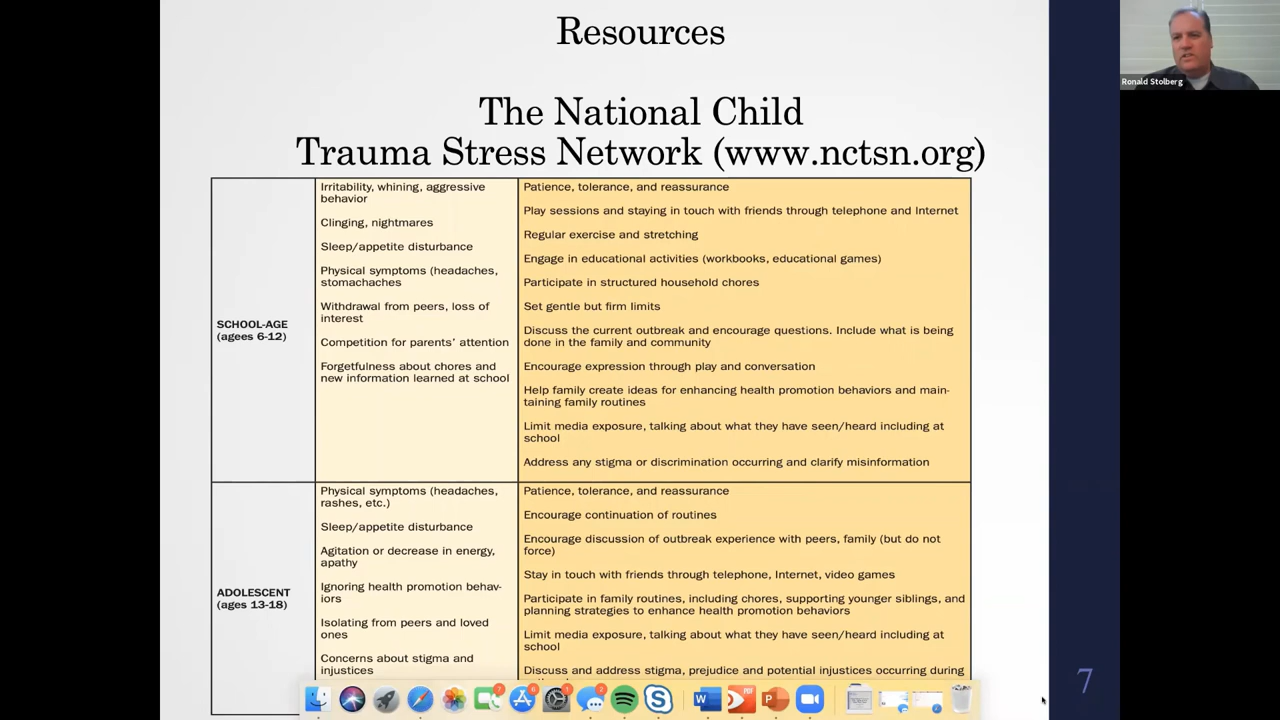 Resources
The National Child
Trauma Stress Network (www.nctsn.org)
Ronald Stolberg
SCHOOL-AGE
(agees 6-12)
Irritability, whining, aggressive
behavior
Clinging, nightmares
Sleep/appetite disturbance
Physical symptoms (headaches,
stomachaches
Withdrawal from peers, loss of
interest
Competition for parents' attention
Forgetfulness about chores and
new information learned at school
Patience, tolerance, and reassurance
Play sessions and staying in touch with friends through telephone and Internet
Regular exercise and stretching
Engage in educational activities (workbooks, educational games)
Participate in structured household chores
Set gentle but firm limits
Discuss the current outbreak and encourage questions. Include what is being
done in the family and community
Encourage expression through play and conversation
Help family create ideas for enhancing health promotion behaviors and main-
taining family routines
Limit media exposure, talking about what they have seen/heard including at
school
Address any stigma or discrimination occurring and clarify misinformation
ADOLESCENT
(ages 13-18)
Physical symptoms (headaches,
rashes, etc.)
Sleep/appetite disturbance
Agitation or decrease in energy,
apathy
Ignoring health promotion behav-
iors
Isolating from peers and loved
ones
Concerns about stigma and
injustices
Patience, tolerance, and reassurance
Encourage continuation of routines
Encourage discussion of outbreak experience with peers, family (but do not
force)
Stay in touch with friends through telephone, Internet, video games
Participate in family routines, including chores, supporting younger siblings, and
planning strategies to enhance health promotion behaviors
Limit media exposure, talking about what they have seen/heard including at
school
Discuss and address stigma, prejudice and potential injustices occurring during
7